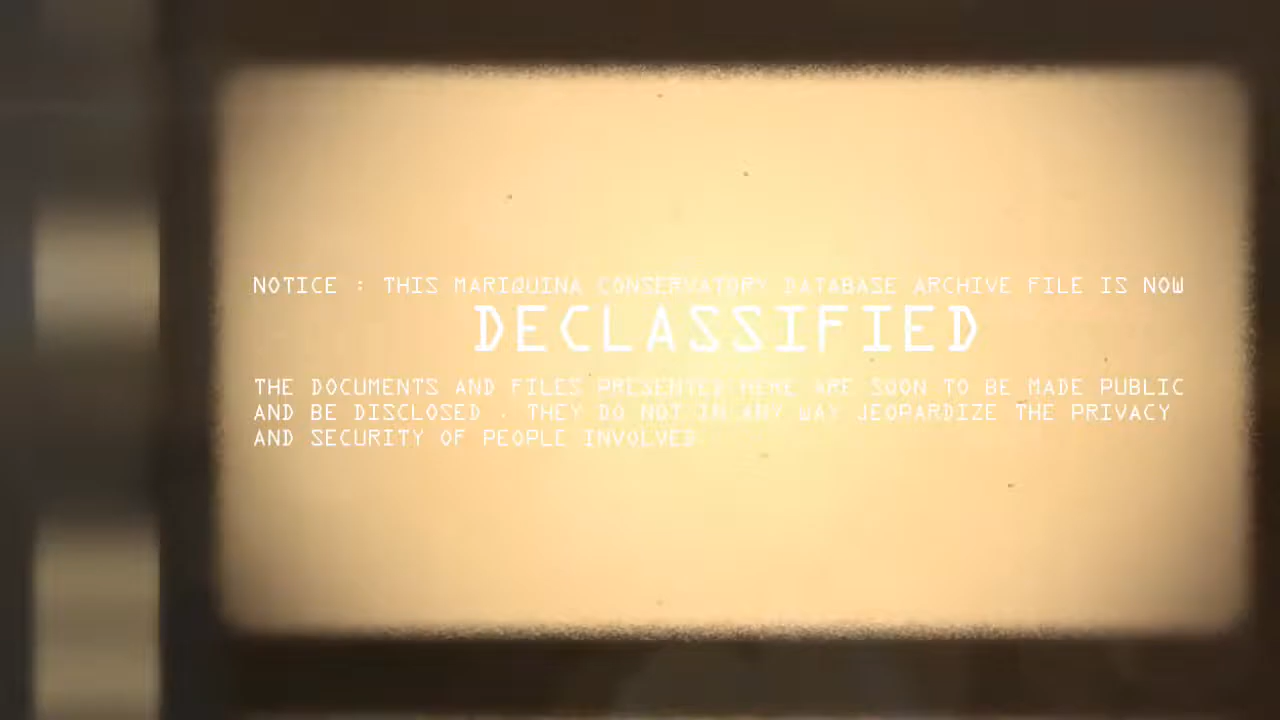 NOTICE : THIS MARIQUINA CONSERVATORY DATABASE ARCHIVE FILE IS NOW
DECLASSIFIED
THE DOCUMENTS AND FILES PRESENTED HERE ARE SOON TO BE MADE PUBLIC
AND BE DISCLOSED . THEY DO NOT IN ANY WAY JEOPARDIZE THE PRIVACY
AND SECURITY OF PEOPLE INVOLVED